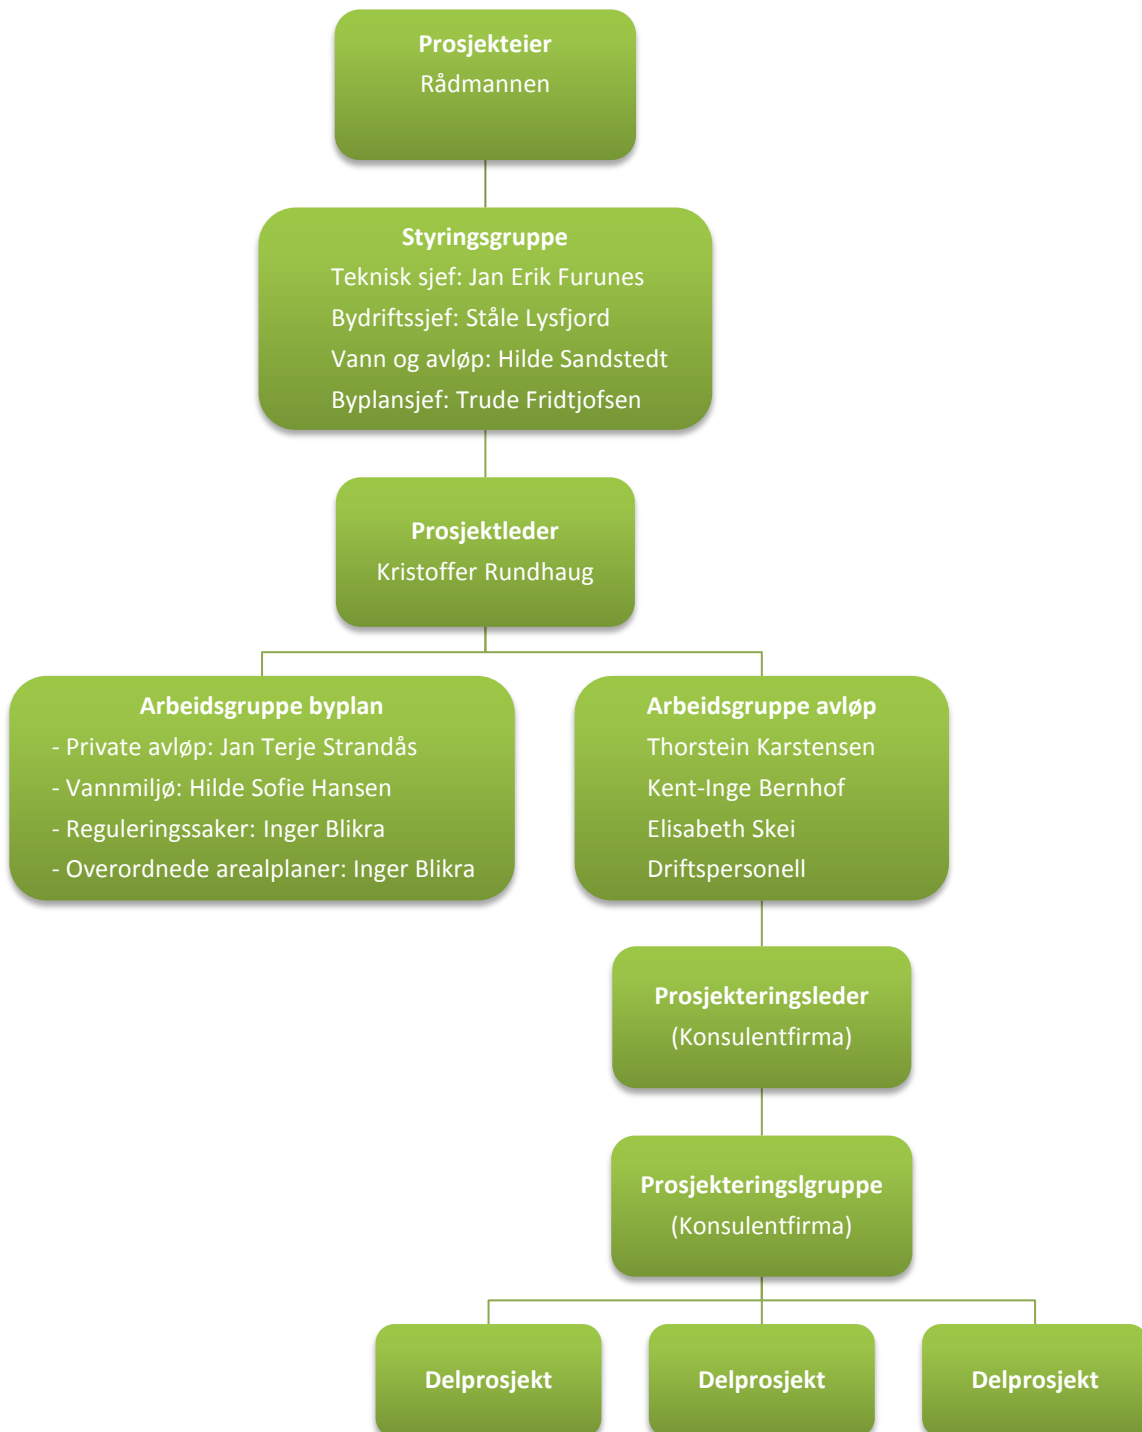 Prosjekteier
Rådmannen
Styringsgruppe
Teknisk sjef: Jan Erik Furunes
Bydriftssjef: Ståle Lysfjord
Vann og avløp: Hilde Sandstedt
Byplansjef: Trude Fridtjofsen
Prosjektleder
Kristoffer Rundhaug
Arbeidsgruppe byplan
- Private avløp: Jan Terje Strandås
- Vannmiljø: Hilde Sofie Hansen
- Reguleringssaker: Inger Blikra
- Overordnede arealplaner: Inger Blikra
Arbeidsgruppe avløp
Thorstein Karstensen
Kent-Inge Bernhof
Elisabeth Skei
Driftspersonell
Prosjekteringsleder
(Konsulentfirma)
Prosjekteringslgruppe
(Konsulentfirma)
Delprosjekt
Delprosjekt
Delprosjekt